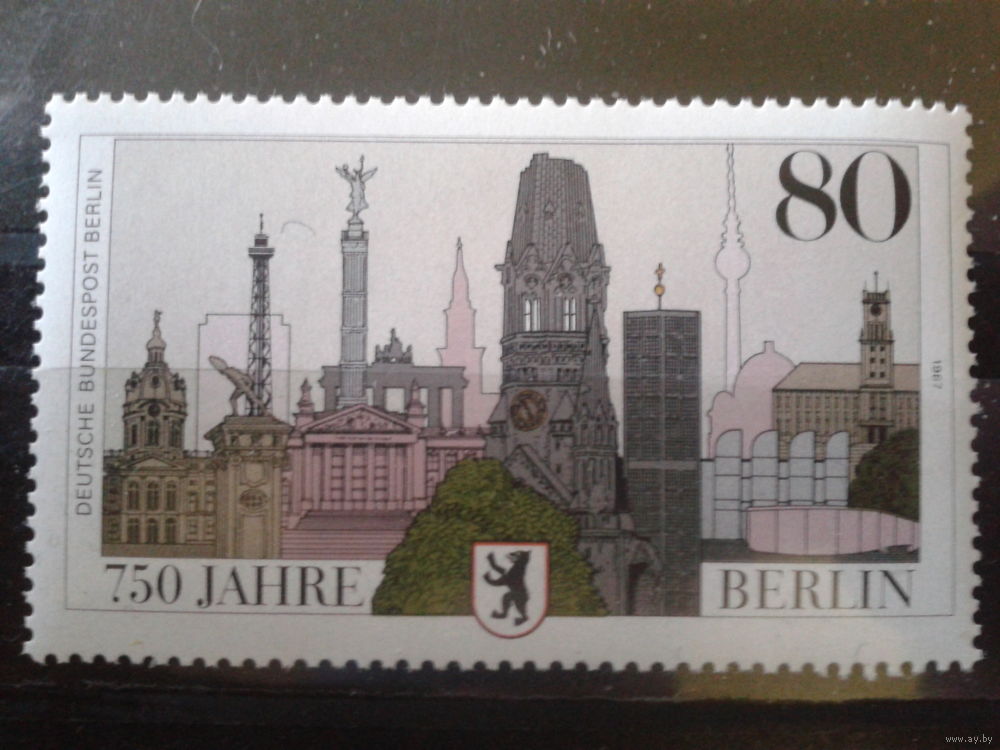 DEUTSCHE BUNDESPOST BERLIN
80
1987
750 JAHRE
BERLIN
www.ay.by